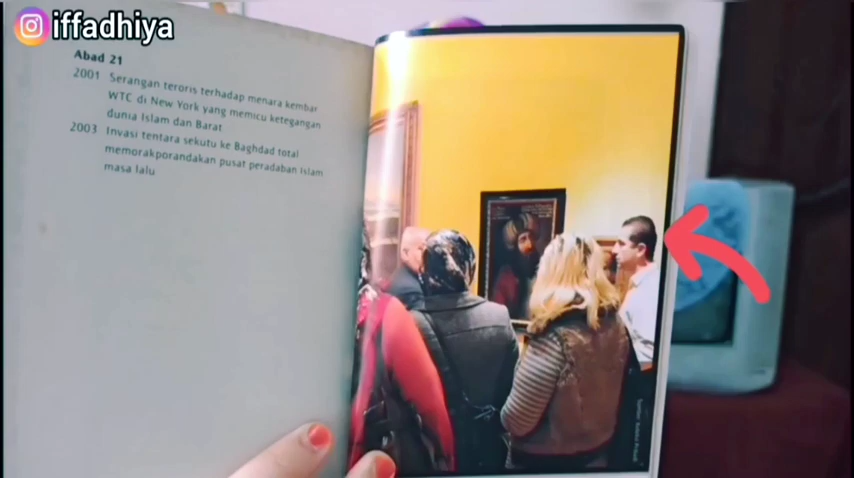 iffadhiya
Abad 21
2001 Serangan teroris terhadap menara kembar
WTC di New York yang memicu ketegangan
dunia Islam dan Barat
2003 Invasi tentara sekutu ke Baghdad total
memorakporandakan pusat peradaban Islam
masa lalu